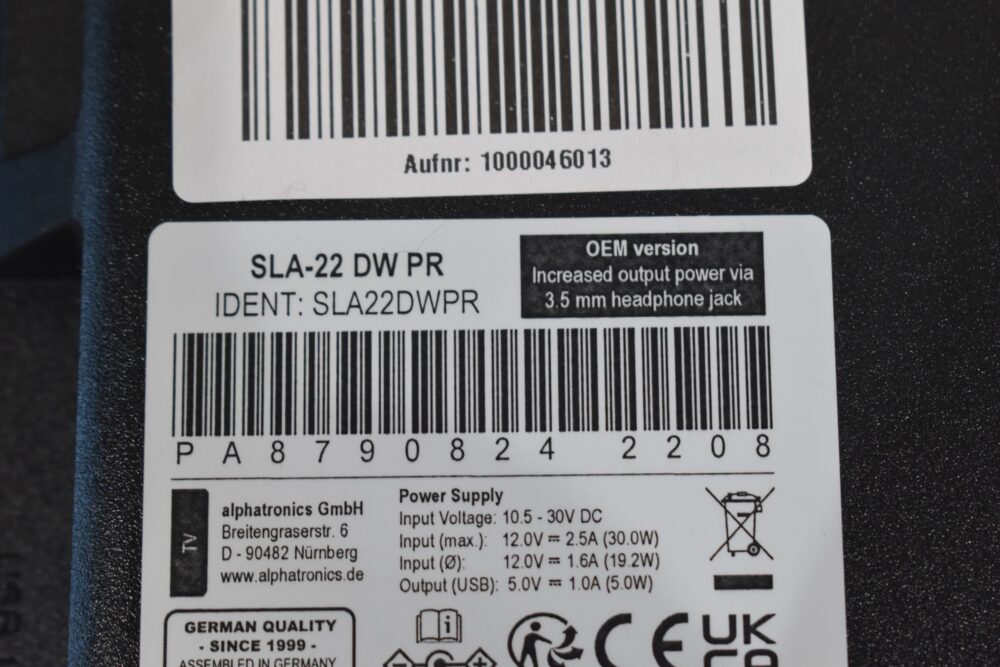 Aufnr: 1000046013
SLA-22 DW PR
IDENT: SLA22DWPR
OEM version
Increased output power via
3.5 mm headphone jack
PA8790824 2208
TV
alphatronics GmbH
Breitengraserstr. 6
D - 90482 Nürnberg
www.alphatronics.de
Power Supply
Input Voltage: 10.5 - 30V DC
Input (max.): 12.0V ⎓ 2.5A (30.0W)
Input (Ø): 12.0V ⎓ 1.6A (19.2W)
Output (USB): 5.0V ⎓ 1.0A (5.0W)
GERMAN QUALITY
- SINCE 1999 -
ASSEMBLED IN GERMANY
CE
UK
CA
USB